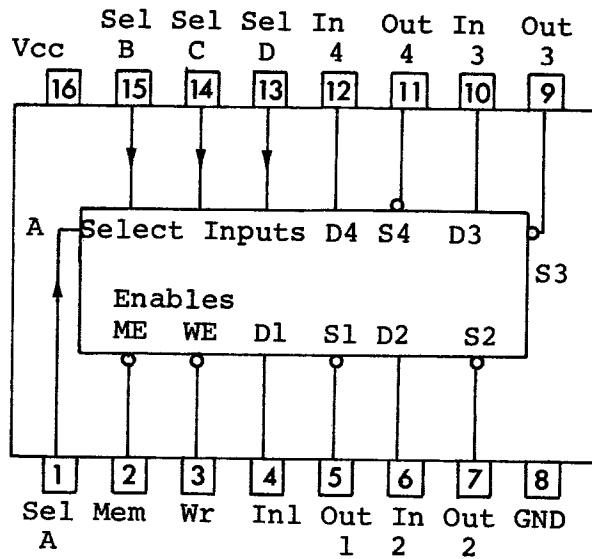 Sel Sel Sel In Out In Out
Vcc B C D 4 4 3 3
16 15 14 13 12 11 10 9
A Select Inputs D4 S4 D3
S3
Enables
ME WE D1 S1 D2 S2
1 2 3 4 5 6 7 8
Sel Mem Wr In1 Out In Out GND
A 1 2 2